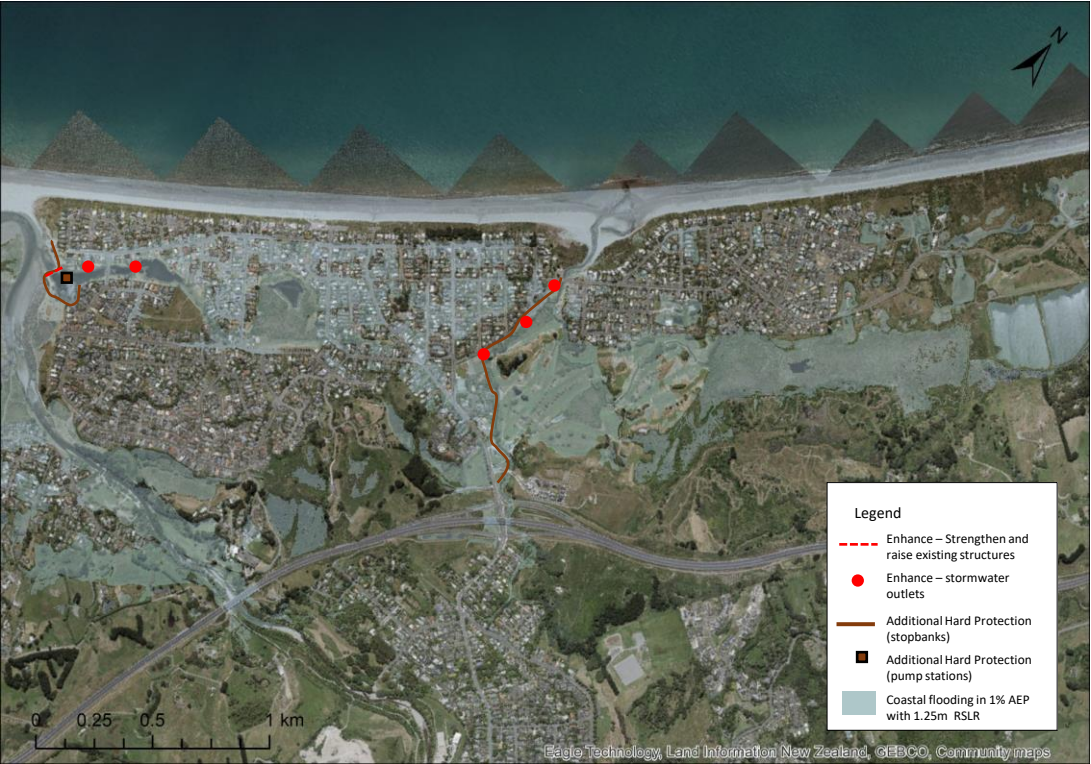 N
Legend
Enhance – Strengthen and
raise existing structures
Enhance – stormwater
outlets
Additional Hard Protection
(stopbanks)
Additional Hard Protection
(pump stations)
Coastal flooding in 1% AEP
with 1.25m RSLR
0 0.25 0.5 1 km
Eagle Technology, Land Information New Zealand, GEBCO, Community maps